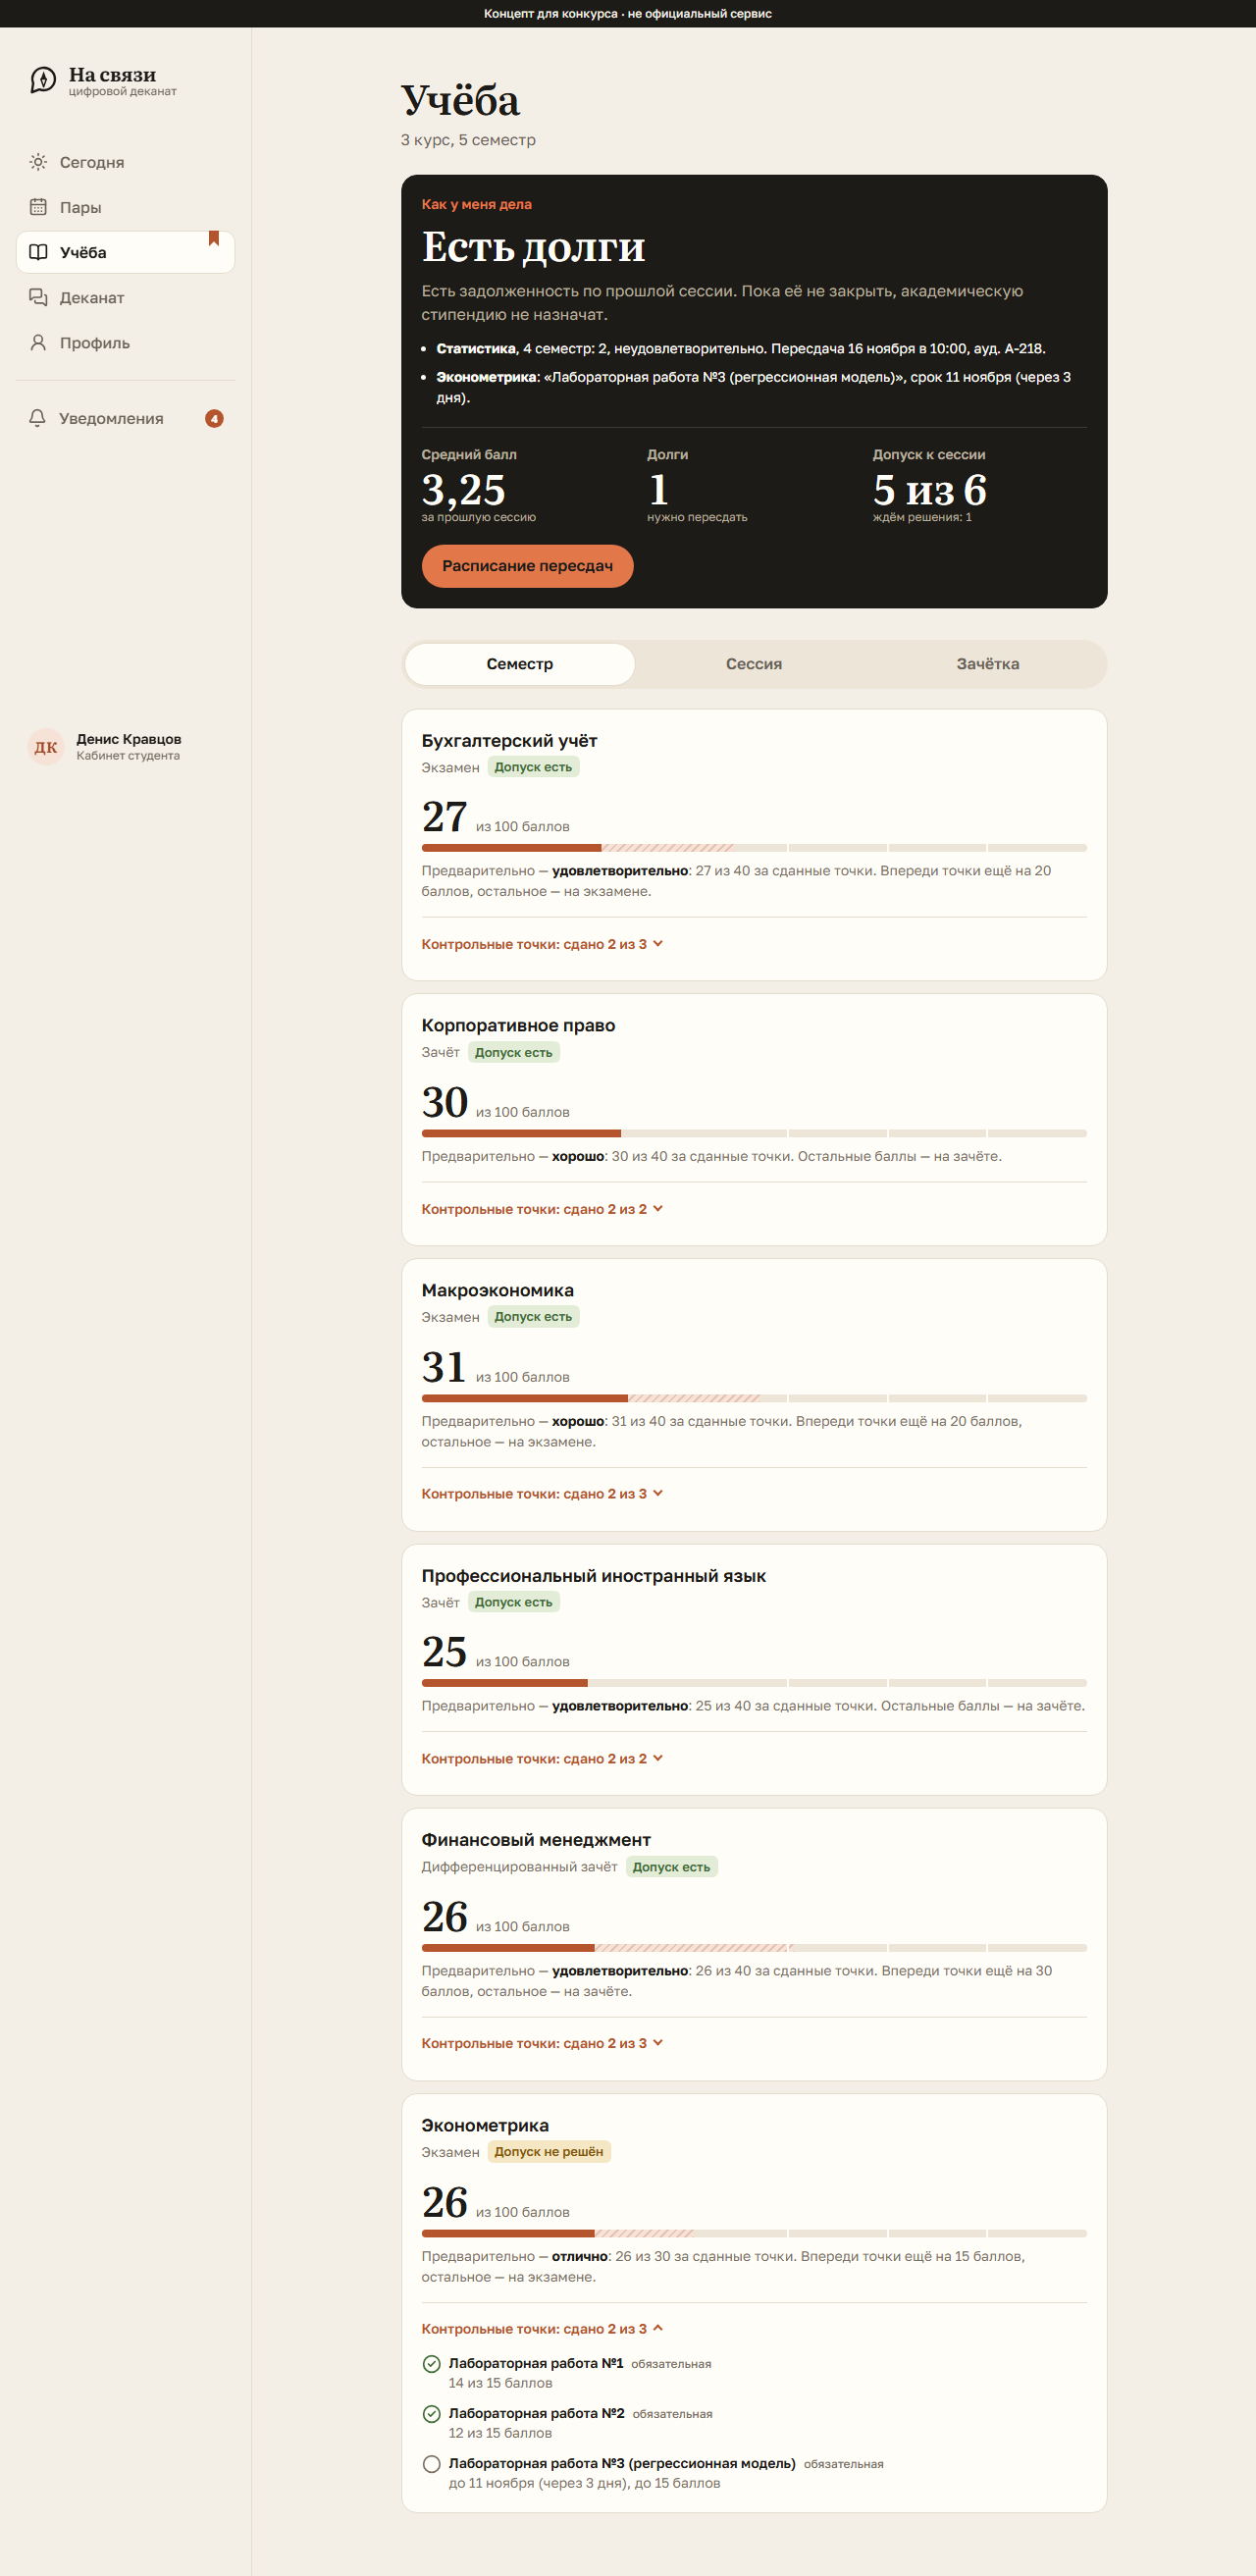 Концепт для конкурса · не официальный сервис
На связи
цифровой деканат
Сегодня
Пары
Учёба
Деканат
Профиль
Уведомления
4
ДК
Денис Кравцов
Кабинет студента
Учёба
3 курс, 5 семестр
Как у меня дела
Есть долги
Есть задолженность по прошлой сессии. Пока её не закрыть, академическую
стипендию не назначат.
• Статистика, 4 семестр: 2, неудовлетворительно. Пересдача 16 ноября в 10:00, ауд. А-218.
• Эконометрика: «Лабораторная работа №3 (регрессионная модель)», срок 11 ноября (через 3
дня).
Средний балл
3,25
за прошлую сессию
Долги
1
нужно пересдать
Допуск к сессии
5 из 6
ждём решения: 1
Расписание пересдач
Семестр
Сессия
Зачётка
Бухгалтерский учёт
Экзамен Допуск есть
27 из 100 баллов
Предварительно — удовлетворительно: 27 из 40 за сданные точки. Впереди точки ещё на 20
баллов, остальное — на экзамене.
Контрольные точки: сдано 2 из 3
Корпоративное право
Зачёт Допуск есть
30 из 100 баллов
Предварительно — хорошо: 30 из 40 за сданные точки. Остальные баллы — на зачёте.
Контрольные точки: сдано 2 из 2
Макроэкономика
Экзамен Допуск есть
31 из 100 баллов
Предварительно — хорошо: 31 из 40 за сданные точки. Впереди точки ещё на 20 баллов,
остальное — на экзамене.
Контрольные точки: сдано 2 из 3
Профессиональный иностранный язык
Зачёт Допуск есть
25 из 100 баллов
Предварительно — удовлетворительно: 25 из 40 за сданные точки. Остальные баллы — на зачёте.
Контрольные точки: сдано 2 из 2
Финансовый менеджмент
Дифференцированный зачёт Допуск есть
26 из 100 баллов
Предварительно — удовлетворительно: 26 из 40 за сданные точки. Впереди точки ещё на 30
баллов, остальное — на зачёте.
Контрольные точки: сдано 2 из 3
Эконометрика
Экзамен Допуск не решён
26 из 100 баллов
Предварительно — отлично: 26 из 30 за сданные точки. Впереди точки ещё на 15 баллов,
остальное — на экзамене.
Контрольные точки: сдано 2 из 3
Лабораторная работа №1 обязательная
14 из 15 баллов
Лабораторная работа №2 обязательная
12 из 15 баллов
Лабораторная работа №3 (регрессионная модель) обязательная
до 11 ноября (через 3 дня), до 15 баллов